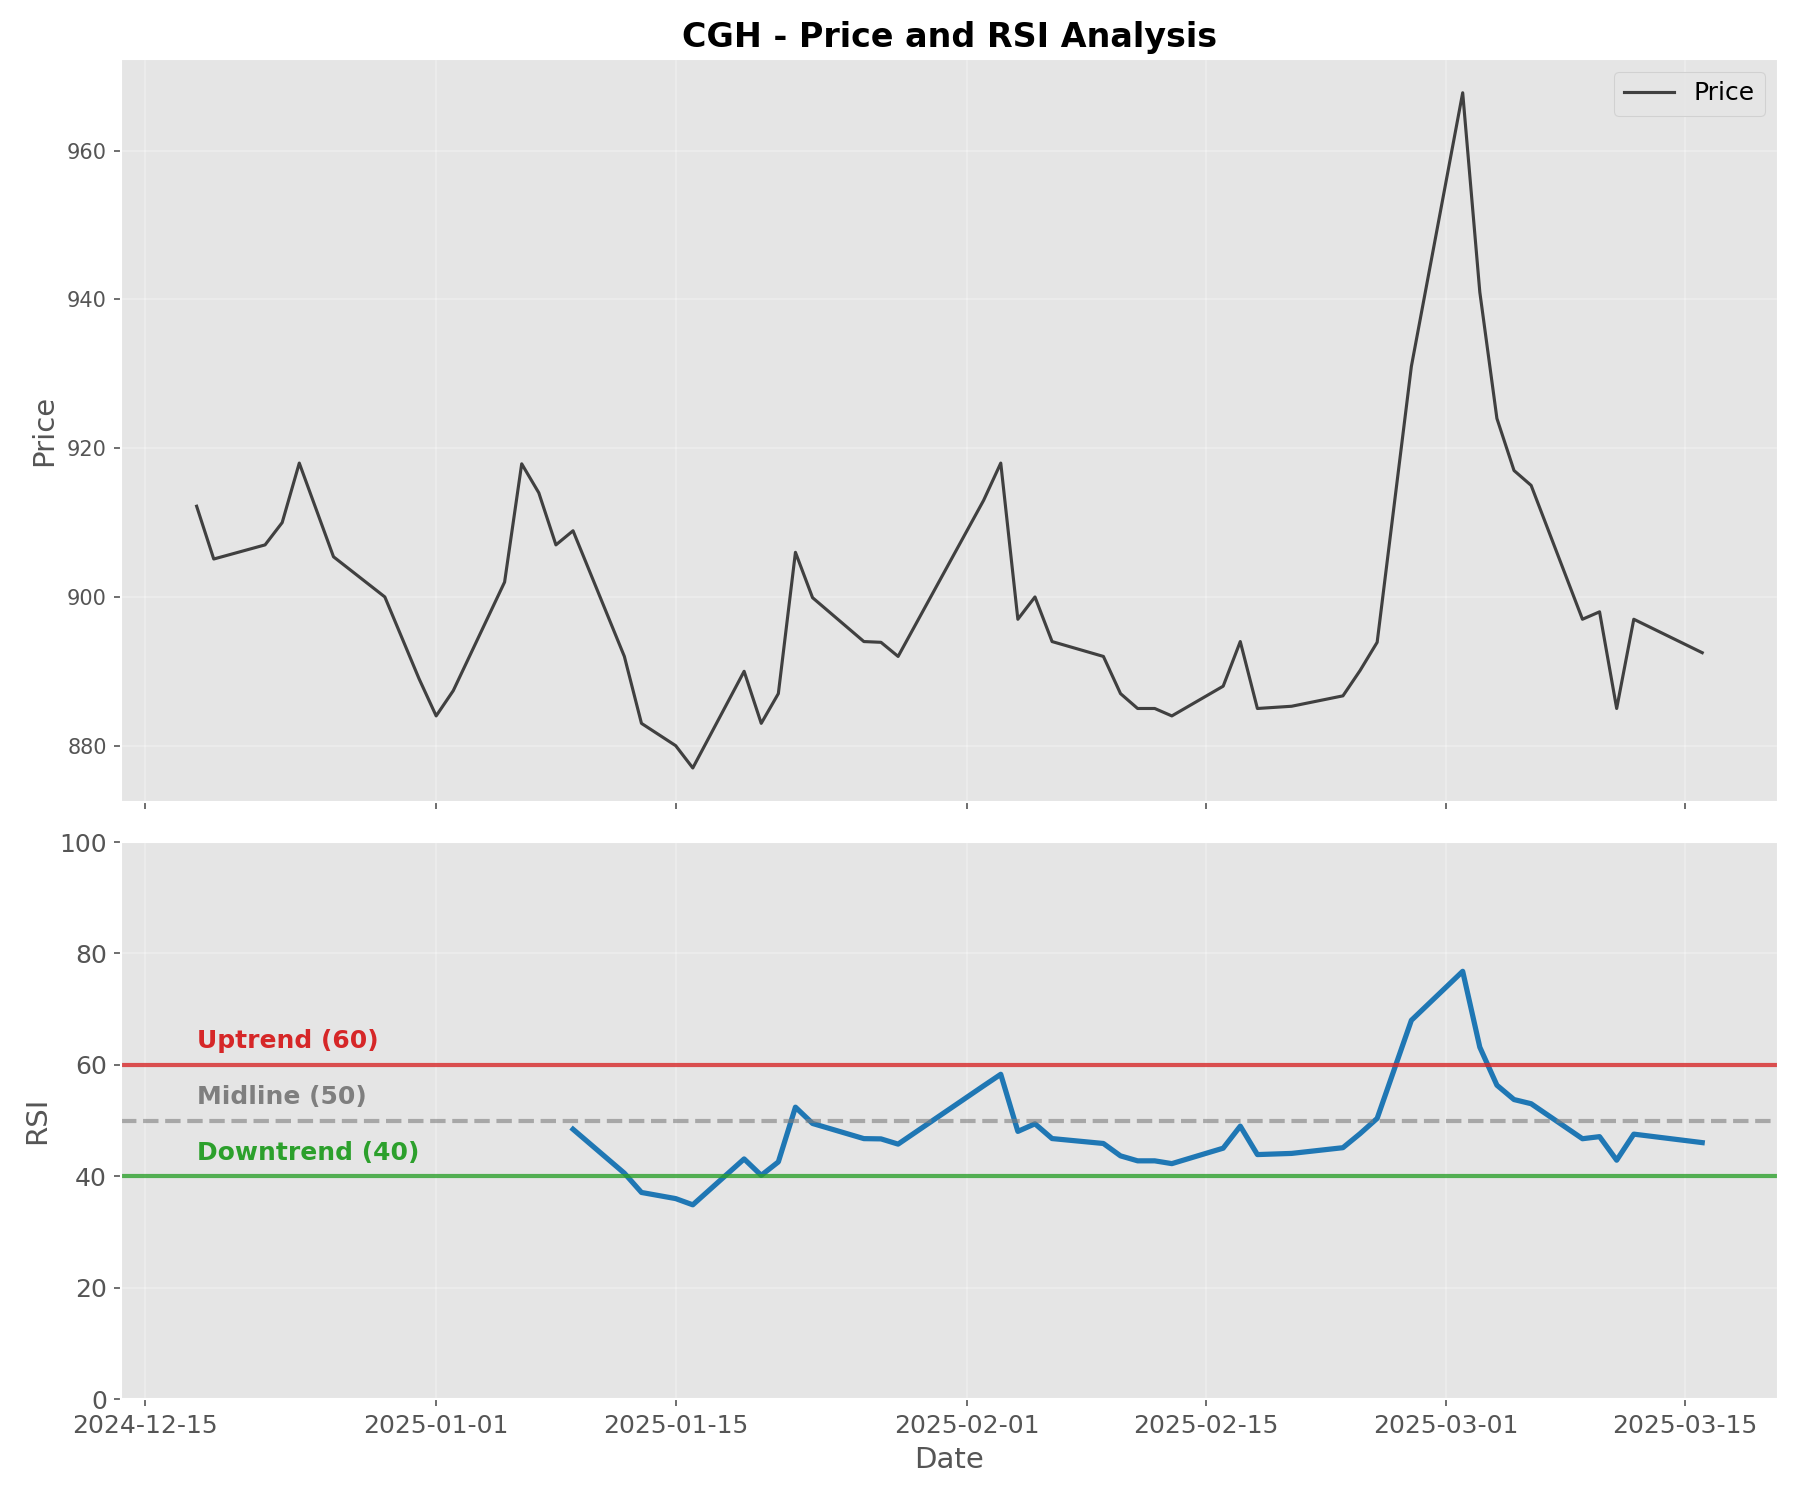 CGH - Price and RSI Analysis
Price
960
940
920
900
880
Price
100
80
60
40
20
0
RSI
Uptrend (60)
Midline (50)
Downtrend (40)
2024-12-15
2025-01-01
2025-01-15
2025-02-01
2025-02-15
2025-03-01
2025-03-15
Date